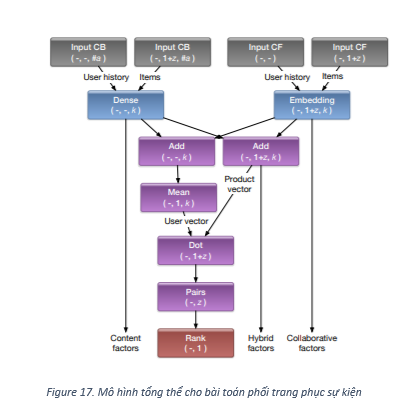 Input CB
( -, -, #a )
Input CB
( -, 1+z, #a )
Input CF
( -, - )
Input CF
( -, 1+z )
User history
Items
User history
Items
Dense
( -, -, k )
Embedding
( -, 1+z, k )
Add
( -, -, k )
Add
( -, 1+z, k )
Product
vector
Mean
( -, 1, k )
User vector
Dot
( -, 1+z )
Pairs
( -, z )
Content
factors
Rank
( -, 1 )
Hybrid
factors
Collaborative
factors
Figure 17. Mô hình tổng thể cho bài toán phối trang phục sự kiện